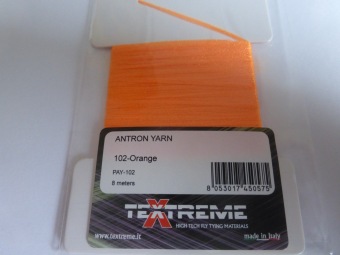 ANTRON YARN
102-Orange
PAY-102
8 meters
8 053017 450575
TEXTREME
HIGH TECH FLY TYING MATERIALS
www.textreme.it
made in Italy